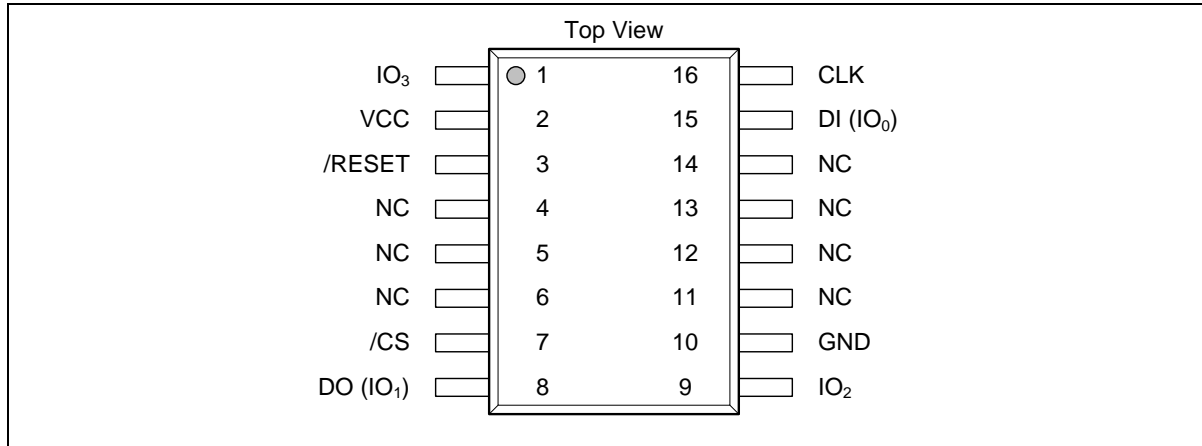 Top View
IO₃ 1 16 CLK
VCC 2 15 DI (IO₀)
/RESET 3 14 NC
NC 4 13 NC
NC 5 12 NC
NC 6 11 NC
/CS 7 10 GND
DO (IO₁) 8 9 IO₂